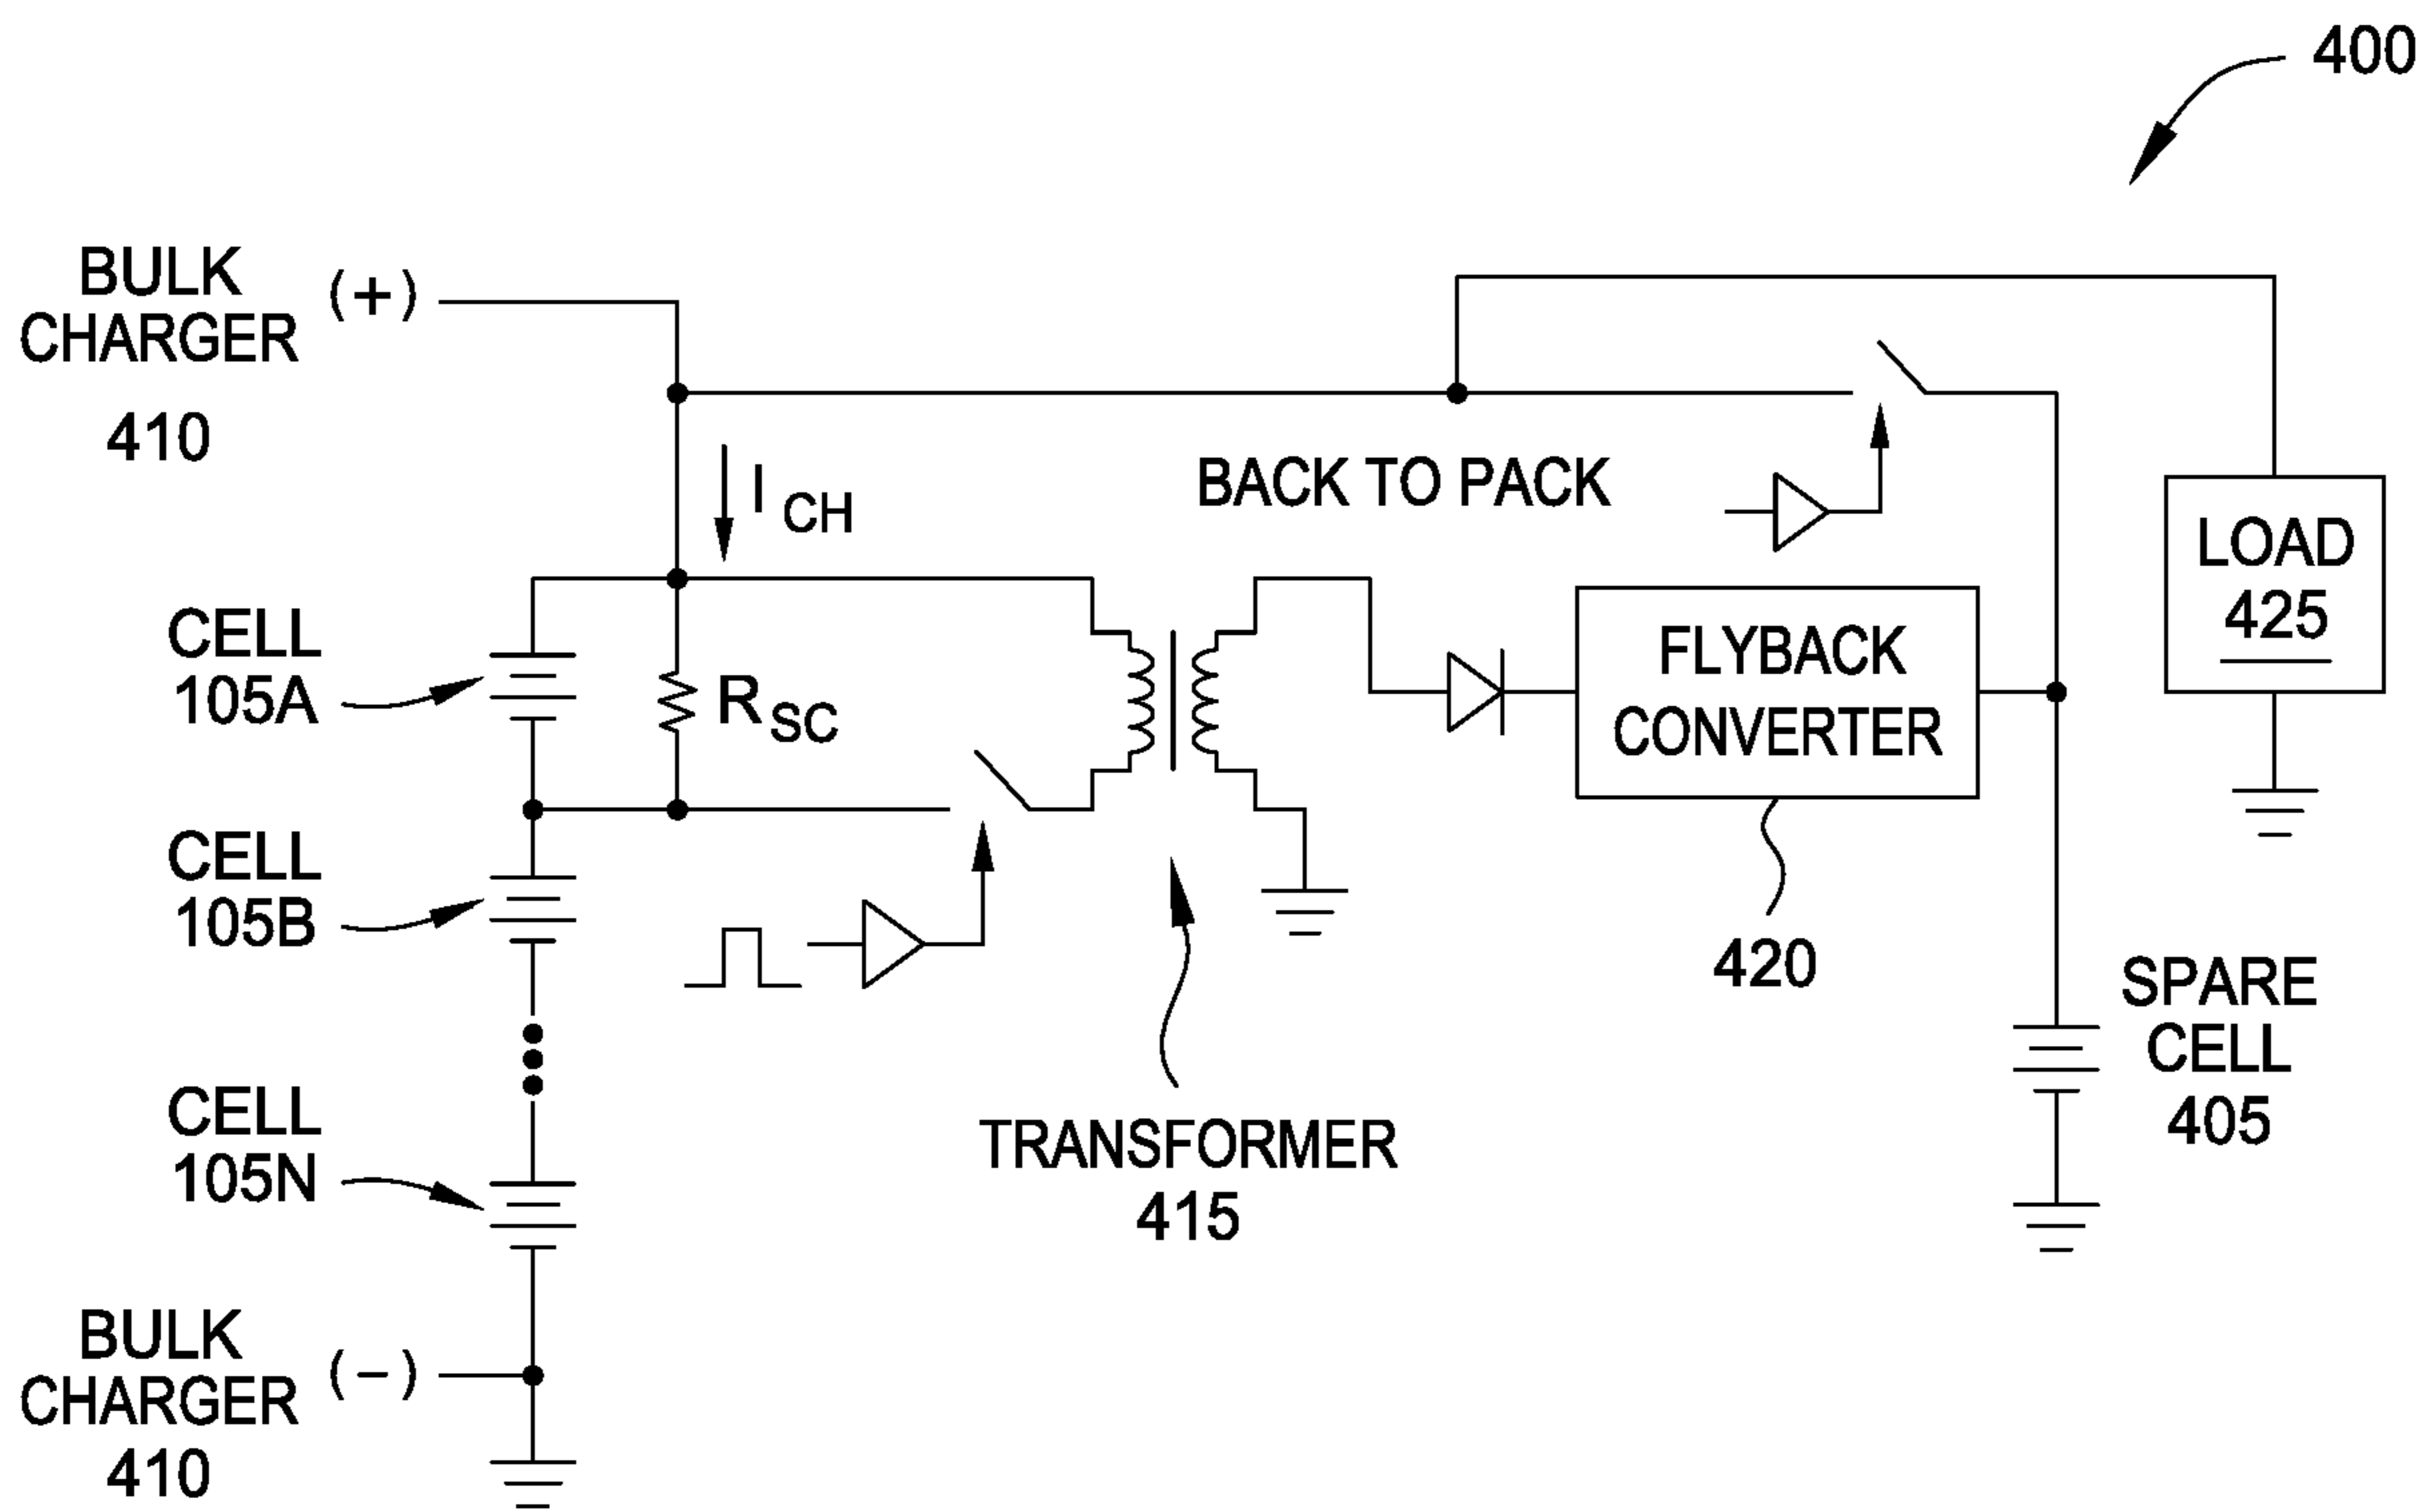 400
BULK
CHARGER
(+)
410
I CH
BACK TO PACK
LOAD
425
CELL
105A
RSC
FLYBACK
CONVERTER
CELL
105B
420
SPARE
CELL
405
CELL
105N
TRANSFORMER
415
BULK
CHARGER
(−)
410